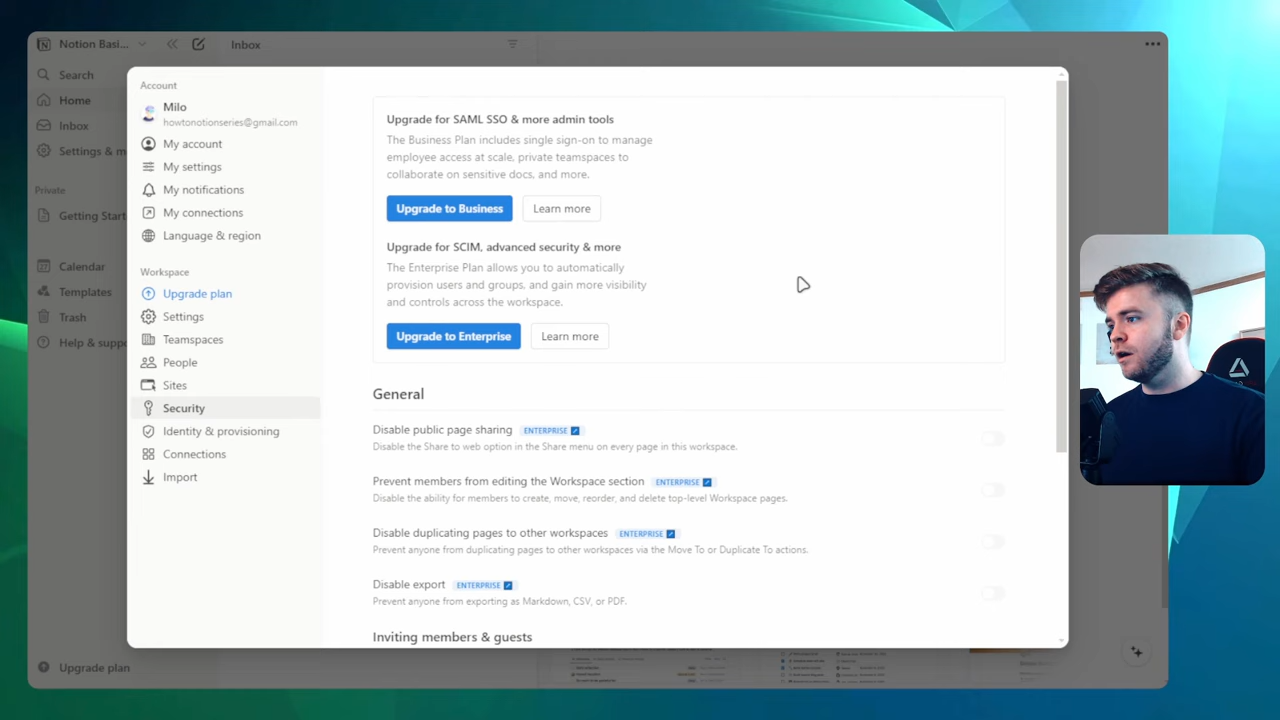 Notion Basi...
Inbox
Search
Home
Inbox
Settings & m
Private
Getting Start
Calendar
Templates
Trash
Help & suppo
Upgrade plan
Account
Milo
howtonotionseries@gmail.com
My account
My settings
My notifications
My connections
Language & region
Workspace
Upgrade plan
Settings
Teamspaces
People
Sites
Security
Identity & provisioning
Connections
Import
Upgrade for SAML SSO & more admin tools
The Business Plan includes single sign-on to manage
employee access at scale, private teamspaces to
collaborate on sensitive docs, and more.
Upgrade to Business
Learn more
Upgrade for SCIM, advanced security & more
The Enterprise Plan allows you to automatically
provision users and groups, and gain more visibility
and controls across the workspace.
Upgrade to Enterprise
Learn more
General
Disable public page sharing ENTERPRISE
Disable the Share to web option in the Share menu on every page in this workspace.
Prevent members from editing the Workspace section ENTERPRISE
Disable the ability for members to create, move, reorder, and delete top-level Workspace pages.
Disable duplicating pages to other workspaces ENTERPRISE
Prevent anyone from duplicating pages to other workspaces via the Move To or Duplicate To actions.
Disable export ENTERPRISE
Prevent anyone from exporting as Markdown, CSV, or PDF.
Inviting members & guests